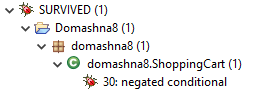 SURVIVED (1)
Domashna8 (1)
domashna8 (1)
domashna8.ShoppingCart (1)
30: negated conditional